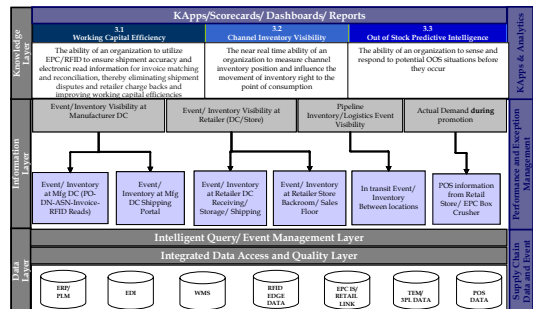 KApps/Scorecards/ Dashboards/ Reports
3.1
Working Capital Efficiency
3.2
Channel Inventory Visibility
3.3
Out of Stock Predictive Intelligence
The ability of an organization to utilize
EPC/RFID to ensure shipment accuracy and
electronic read information for invoice matching
and reconciliation, thereby eliminating shipment
disputes and retailer charge backs and
improving working capital efficiencies
The near real time ability of an
organization to measure channel
inventory position and influence the
movement of inventory right to the
point of consumption
The ability of an organization to sense and
respond to potential OOS situations before
they occur
Knowledge
Layer
KApps & Analytics
Event/Inventory Visibility at
Manufacturer DC
Event/ Inventory Visibility at
Retailer (DC/Store)
Pipeline
Inventory/Logistics Event
Visibility
Actual Demand during
promotion
Event/ Inventory
at Mfg DC (PO-
DN-ASN-Invoice-
RFID Reads)
Event/
Inventory at Mfg
DC Shipping
Portal
Event/ Inventory
at Retailer DC
Receiving/
Storage/ Shipping
Event/ Inventory
at Retailer Store
Backroom/ Sales
Floor
In transit Event/
Inventory
Between locations
POS information
from Retail
Store/ EPC Box
Crusher
Information
Layer
Performance and Exception
Management
Intelligent Query/ Event Management Layer
Integrated Data Access and Quality Layer
Data
Layer
ERP/
PLM
EDI
WMS
RFID
EDGE
DATA
EPC IS/
RETAIL
LINK
TEM/
3PL DATA
POS
DATA
Supply Chain
Data and Event